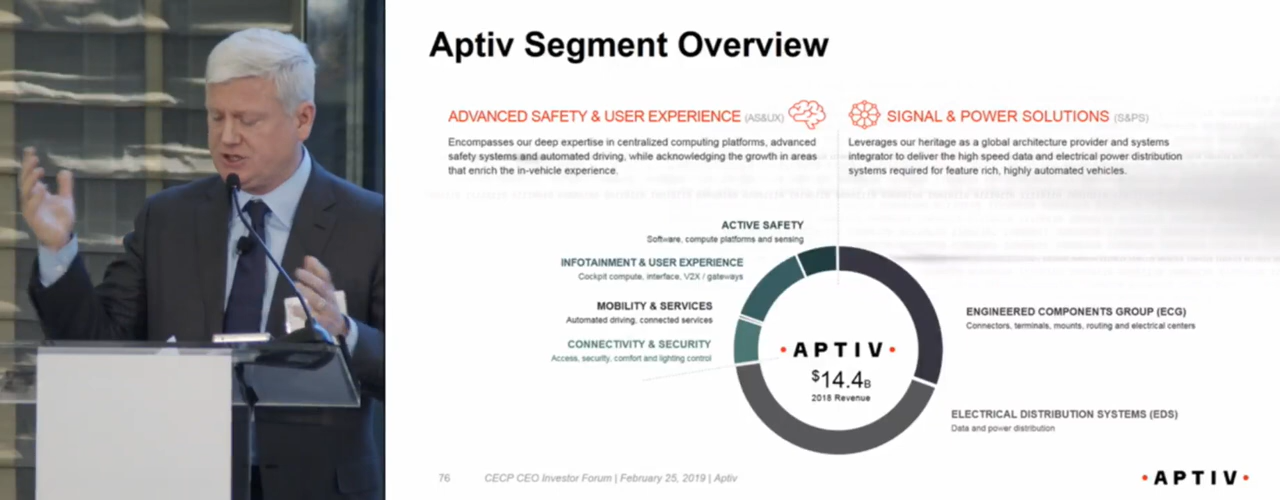 Aptiv Segment Overview
ADVANCED SAFETY & USER EXPERIENCE (AS&UX)
Encompasses our deep expertise in centralized computing platforms, advanced
safety systems and automated driving, while acknowledging the growth in areas
that enrich the in-vehicle experience.
SIGNAL & POWER SOLUTIONS (S&PS)
Leverages our heritage as a global architecture provider and systems
integrator to deliver the high speed data and electrical power distribution
systems required for feature rich, highly automated vehicles.
ACTIVE SAFETY
Software, compute platforms and sensing
INFOTAINMENT & USER EXPERIENCE
Cockpit compute, interface, V2X / gateways
MOBILITY & SERVICES
Automated driving, connected services
CONNECTIVITY & SECURITY
Access, security, comfort and lighting control
• APTIV •
$14.4B
2018 Revenue
ENGINEERED COMPONENTS GROUP (ECG)
Connectors, terminals, mounts, routing and electrical centers
ELECTRICAL DISTRIBUTION SYSTEMS (EDS)
Data and power distribution
76 CECP CEO Investor Forum | February 25, 2019 | Aptiv
• APTIV •